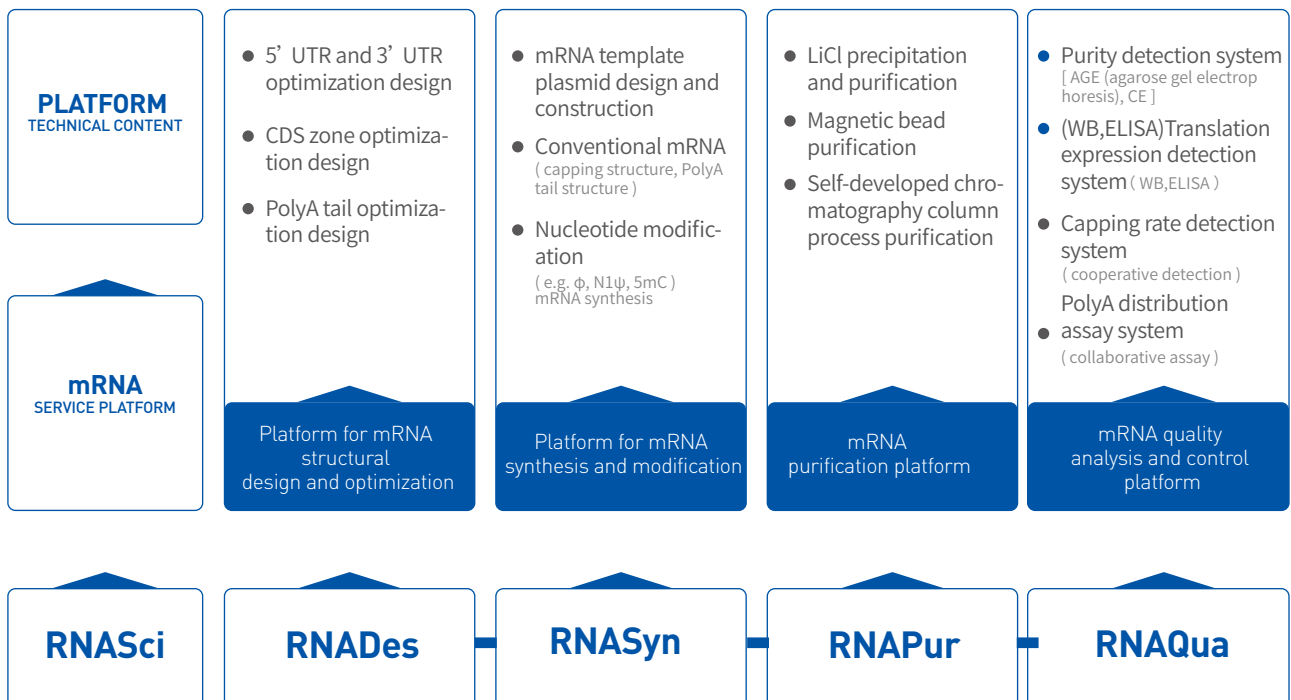 PLATFORM
TECHNICAL CONTENT
5’ UTR and 3’ UTR
optimization design
CDS zone optimiza-
tion design
PolyA tail optimiza-
tion design
mRNA template
plasmid design and
construction
Conventional mRNA
( capping structure, PolyA
tail structure )
Nucleotide modific-
ation
( e.g. φ, N1ψ, 5mC )
mRNA synthesis
LiCl precipitation
and purification
Magnetic bead
purification
Self-developed chro-
matography column
process purification
Purity detection system
[ AGE (agarose gel electrop
horesis), CE ]
(WB,ELISA)Translation
expression detection
system ( WB,ELISA )
Capping rate detection
system
( cooperative detection )
PolyA distribution
assay system
( collaborative assay )
mRNA
SERVICE PLATFORM
Platform for mRNA
structural
design and optimization
Platform for mRNA
synthesis and modification
mRNA
purification platform
mRNA quality
analysis and control
platform
RNASci
RNADes
RNASyn
RNAPur
RNAQua